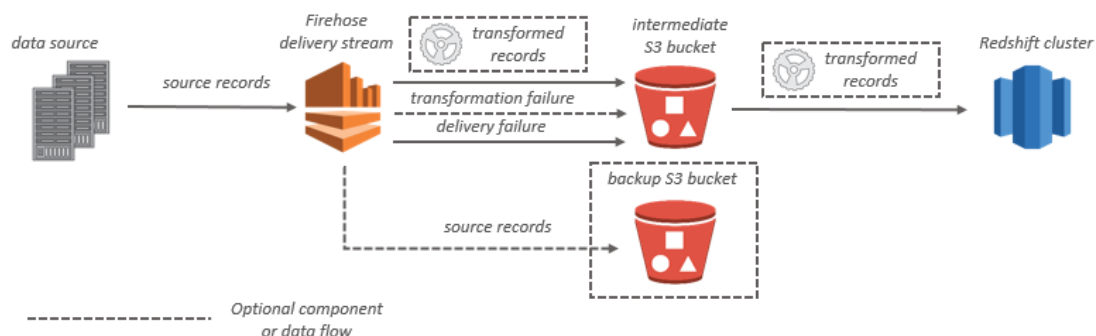 data source
source records
Firehose
delivery stream
transformed
records
transformation failure
delivery failure
intermediate
S3 bucket
transformed
records
Redshift cluster
backup S3 bucket
source records
Optional component
or data flow